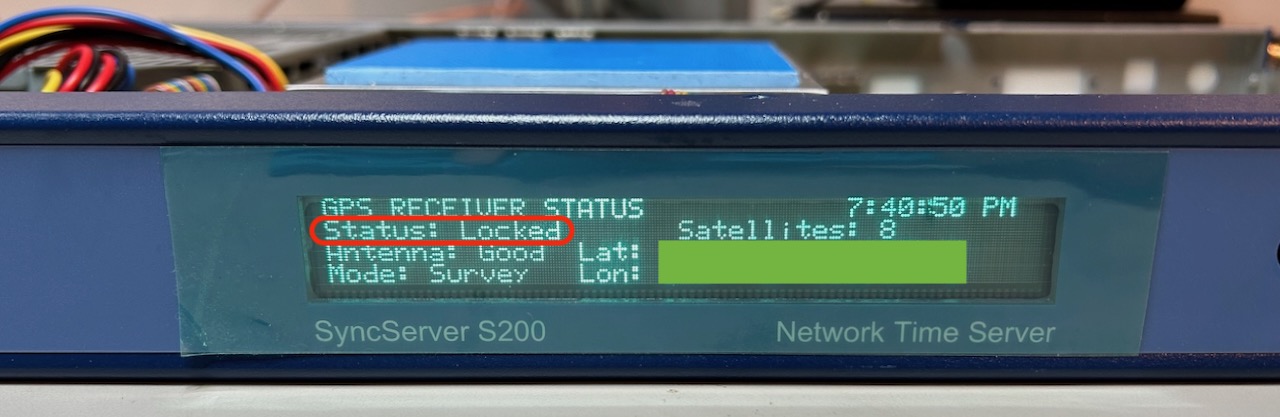 GPS RECEIVER STATUS 7:40:50 PM
Status: Locked Satellites: 8
Antenna: Good Lat:
Mode: Survey Lon:
SyncServer S200 Network Time Server